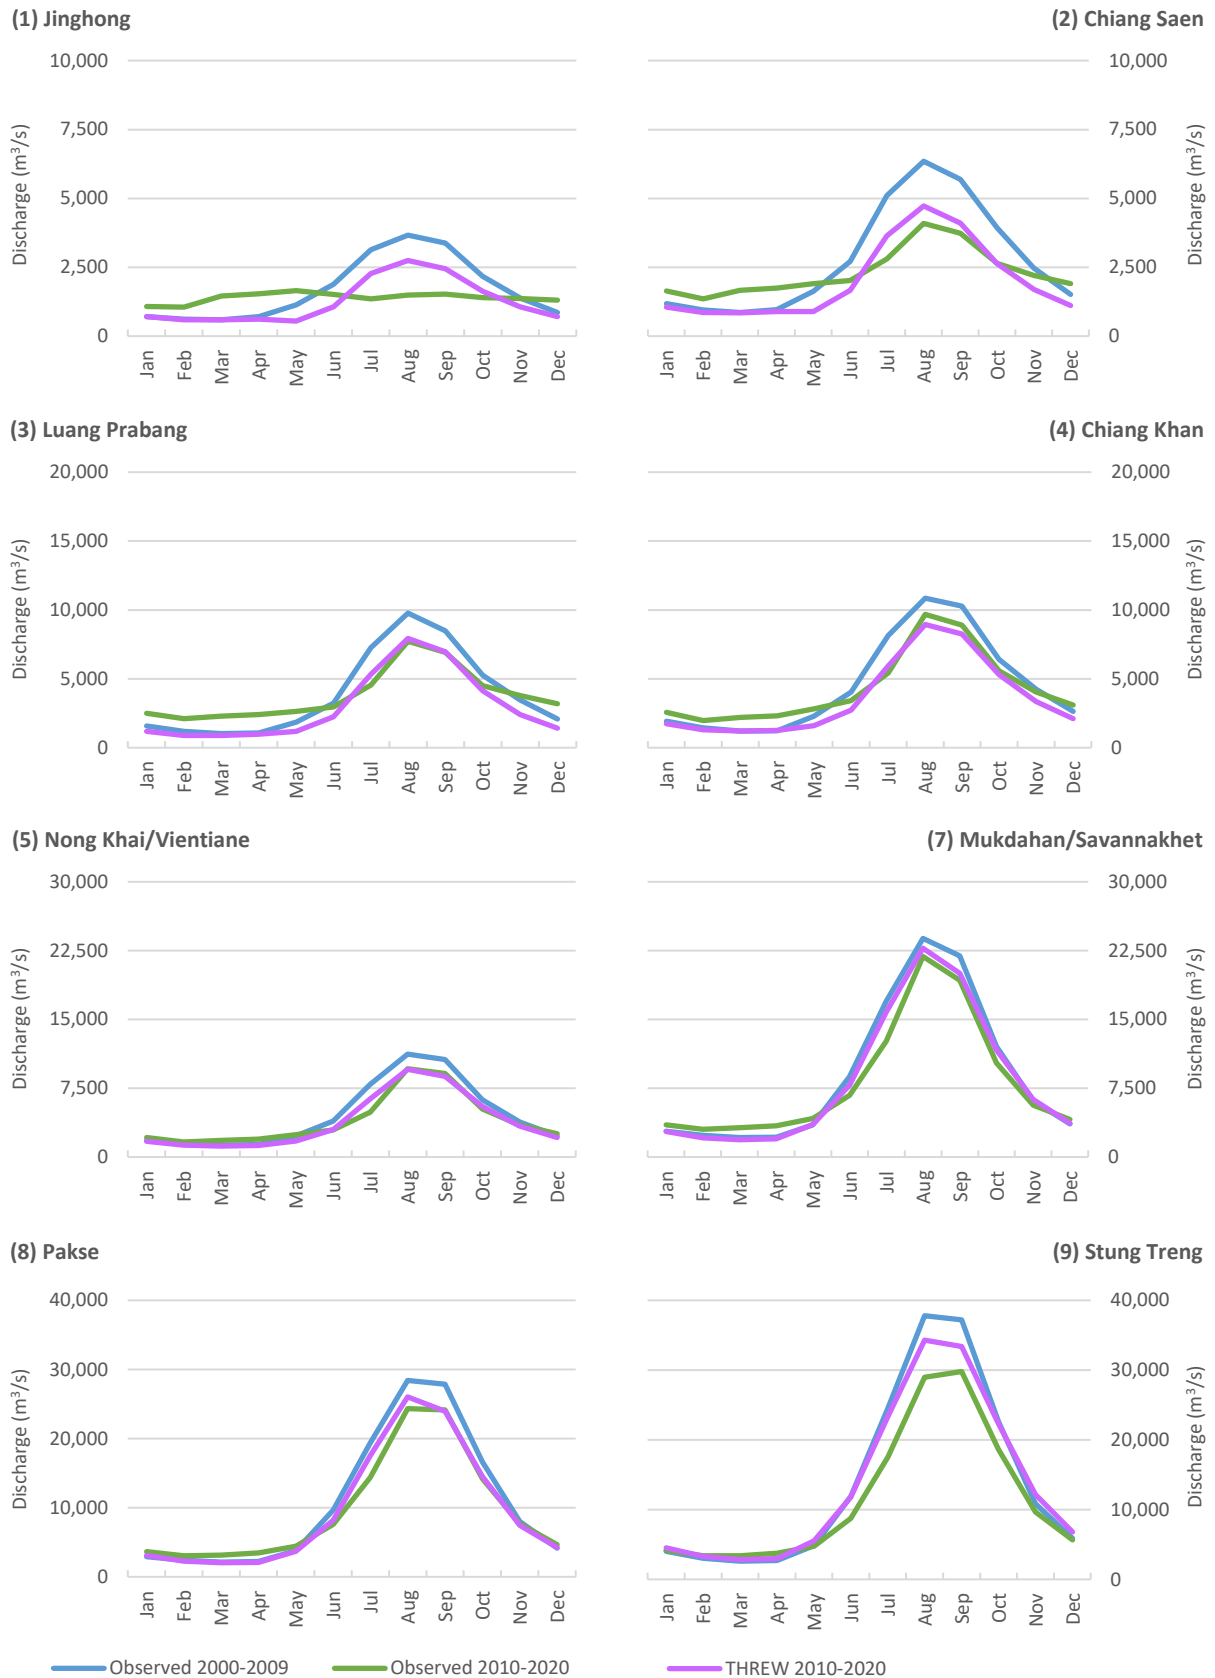 (1) Jinghong
(2) Chiang Saen
10,000
7,500
5,000
2,500
0
Discharge (m³/s)
Jan
Feb
Mar
Apr
May
Jun
Jul
Aug
Sep
Oct
Nov
Dec
10,000
7,500
5,000
2,500
0
Discharge (m³/s)
Jan
Feb
Mar
Apr
May
Jun
Jul
Aug
Sep
Oct
Nov
Dec
(3) Luang Prabang
(4) Chiang Khan
20,000
15,000
10,000
5,000
0
Discharge (m³/s)
Jan
Feb
Mar
Apr
May
Jun
Jul
Aug
Sep
Oct
Nov
Dec
20,000
15,000
10,000
5,000
0
Discharge (m³/s)
Jan
Feb
Mar
Apr
May
Jun
Jul
Aug
Sep
Oct
Nov
Dec
(5) Nong Khai/Vientiane
(7) Mukdahan/Savannakhet
30,000
22,500
15,000
7,500
0
Discharge (m³/s)
Jan
Feb
Mar
Apr
May
Jun
Jul
Aug
Sep
Oct
Nov
Dec
30,000
22,500
15,000
7,500
0
Discharge (m³/s)
Jan
Feb
Mar
Apr
May
Jun
Jul
Aug
Sep
Oct
Nov
Dec
(8) Pakse
(9) Stung Treng
40,000
30,000
20,000
10,000
0
Discharge (m³/s)
Jan
Feb
Mar
Apr
May
Jun
Jul
Aug
Sep
Oct
Nov
Dec
40,000
30,000
20,000
10,000
0
Discharge (m³/s)
Jan
Feb
Mar
Apr
May
Jun
Jul
Aug
Sep
Oct
Nov
Dec
Observed 2000-2009
Observed 2010-2020
THREW 2010-2020